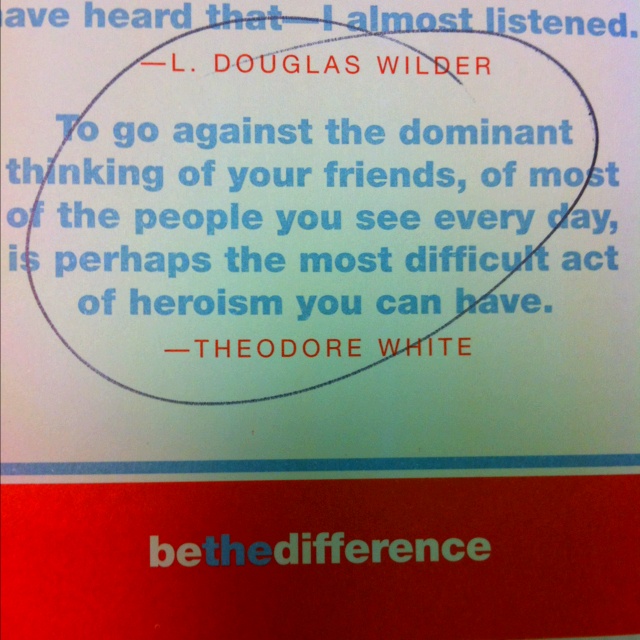 ave heard that—I almost listened.
—L. DOUGLAS WILDER
To go against the dominant
thinking of your friends, of most
of the people you see every day,
is perhaps the most difficult act
of heroism you can have.
—THEODORE WHITE
bethedifference